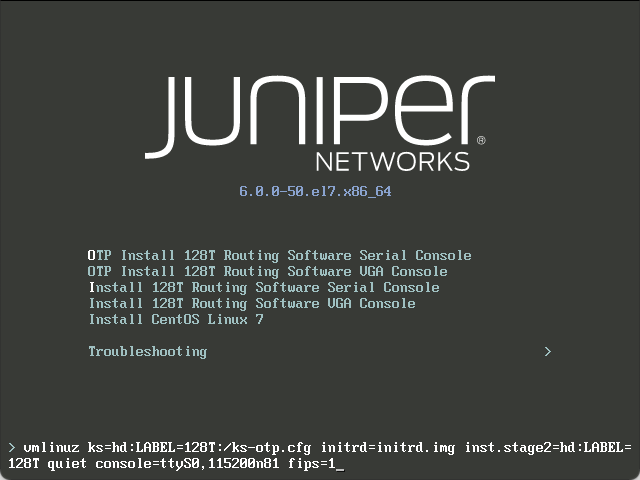 JUNIPER
NETWORKS
®
6.0.0-50.el7.x86_64
OTP Install 128T Routing Software Serial Console
OTP Install 128T Routing Software VGA Console
Install 128T Routing Software Serial Console
Install 128T Routing Software VGA Console
Install CentOS Linux 7
Troubleshooting >
> vmlinuz ks=hd:LABEL=128T:/ks-otp.cfg initrd=initrd.img inst.stage2=hd:LABEL=
128T quiet console=ttyS0,115200n81 fips=1_